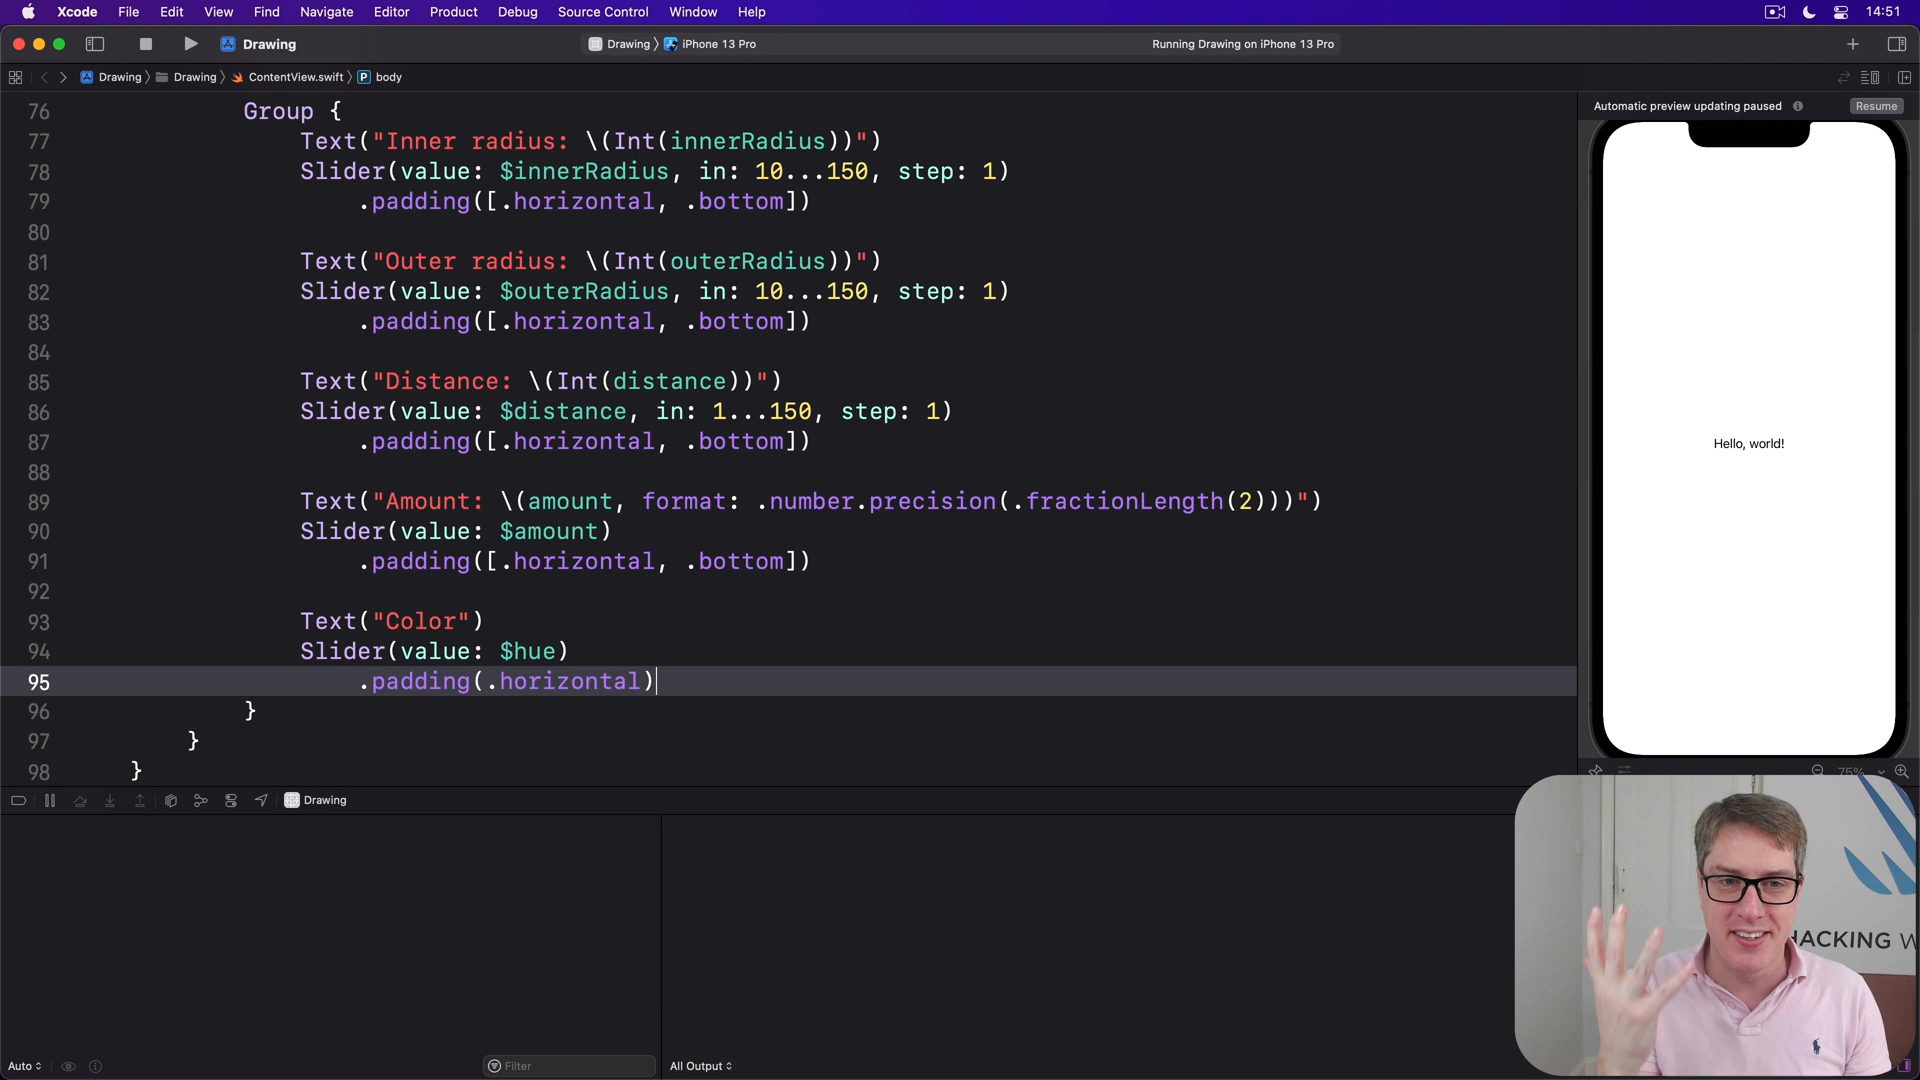 Xcode File Edit View Find Navigate Editor Product Debug Source Control Window Help 14:51
Drawing Drawing iPhone 13 Pro Running Drawing on iPhone 13 Pro
Drawing Drawing ContentView.swift P body
Automatic preview updating paused Resume
76 Group {
77 Text("Inner radius: \(Int(innerRadius))")
78 Slider(value: $innerRadius, in: 10...150, step: 1)
79 .padding([.horizontal, .bottom])
80
81 Text("Outer radius: \(Int(outerRadius))")
82 Slider(value: $outerRadius, in: 10...150, step: 1)
83 .padding([.horizontal, .bottom])
84
85 Text("Distance: \(Int(distance))")
86 Slider(value: $distance, in: 1...150, step: 1)
87 .padding([.horizontal, .bottom])
88
89 Text("Amount: \(amount, format: .number.precision(.fractionLength(2)))")
90 Slider(value: $amount)
91 .padding([.horizontal, .bottom])
92
93 Text("Color")
94 Slider(value: $hue)
95 .padding(.horizontal)
96 }
97 }
98 }
Hello, world!
75%
Drawing
HACKING W
Auto Filter All Output